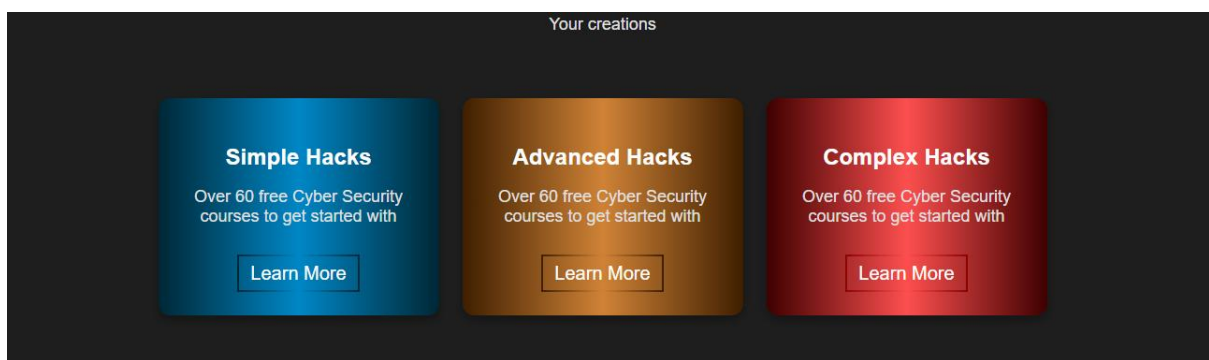 Your creations
Simple Hacks
Over 60 free Cyber Security
courses to get started with
Learn More
Advanced Hacks
Over 60 free Cyber Security
courses to get started with
Learn More
Complex Hacks
Over 60 free Cyber Security
courses to get started with
Learn More